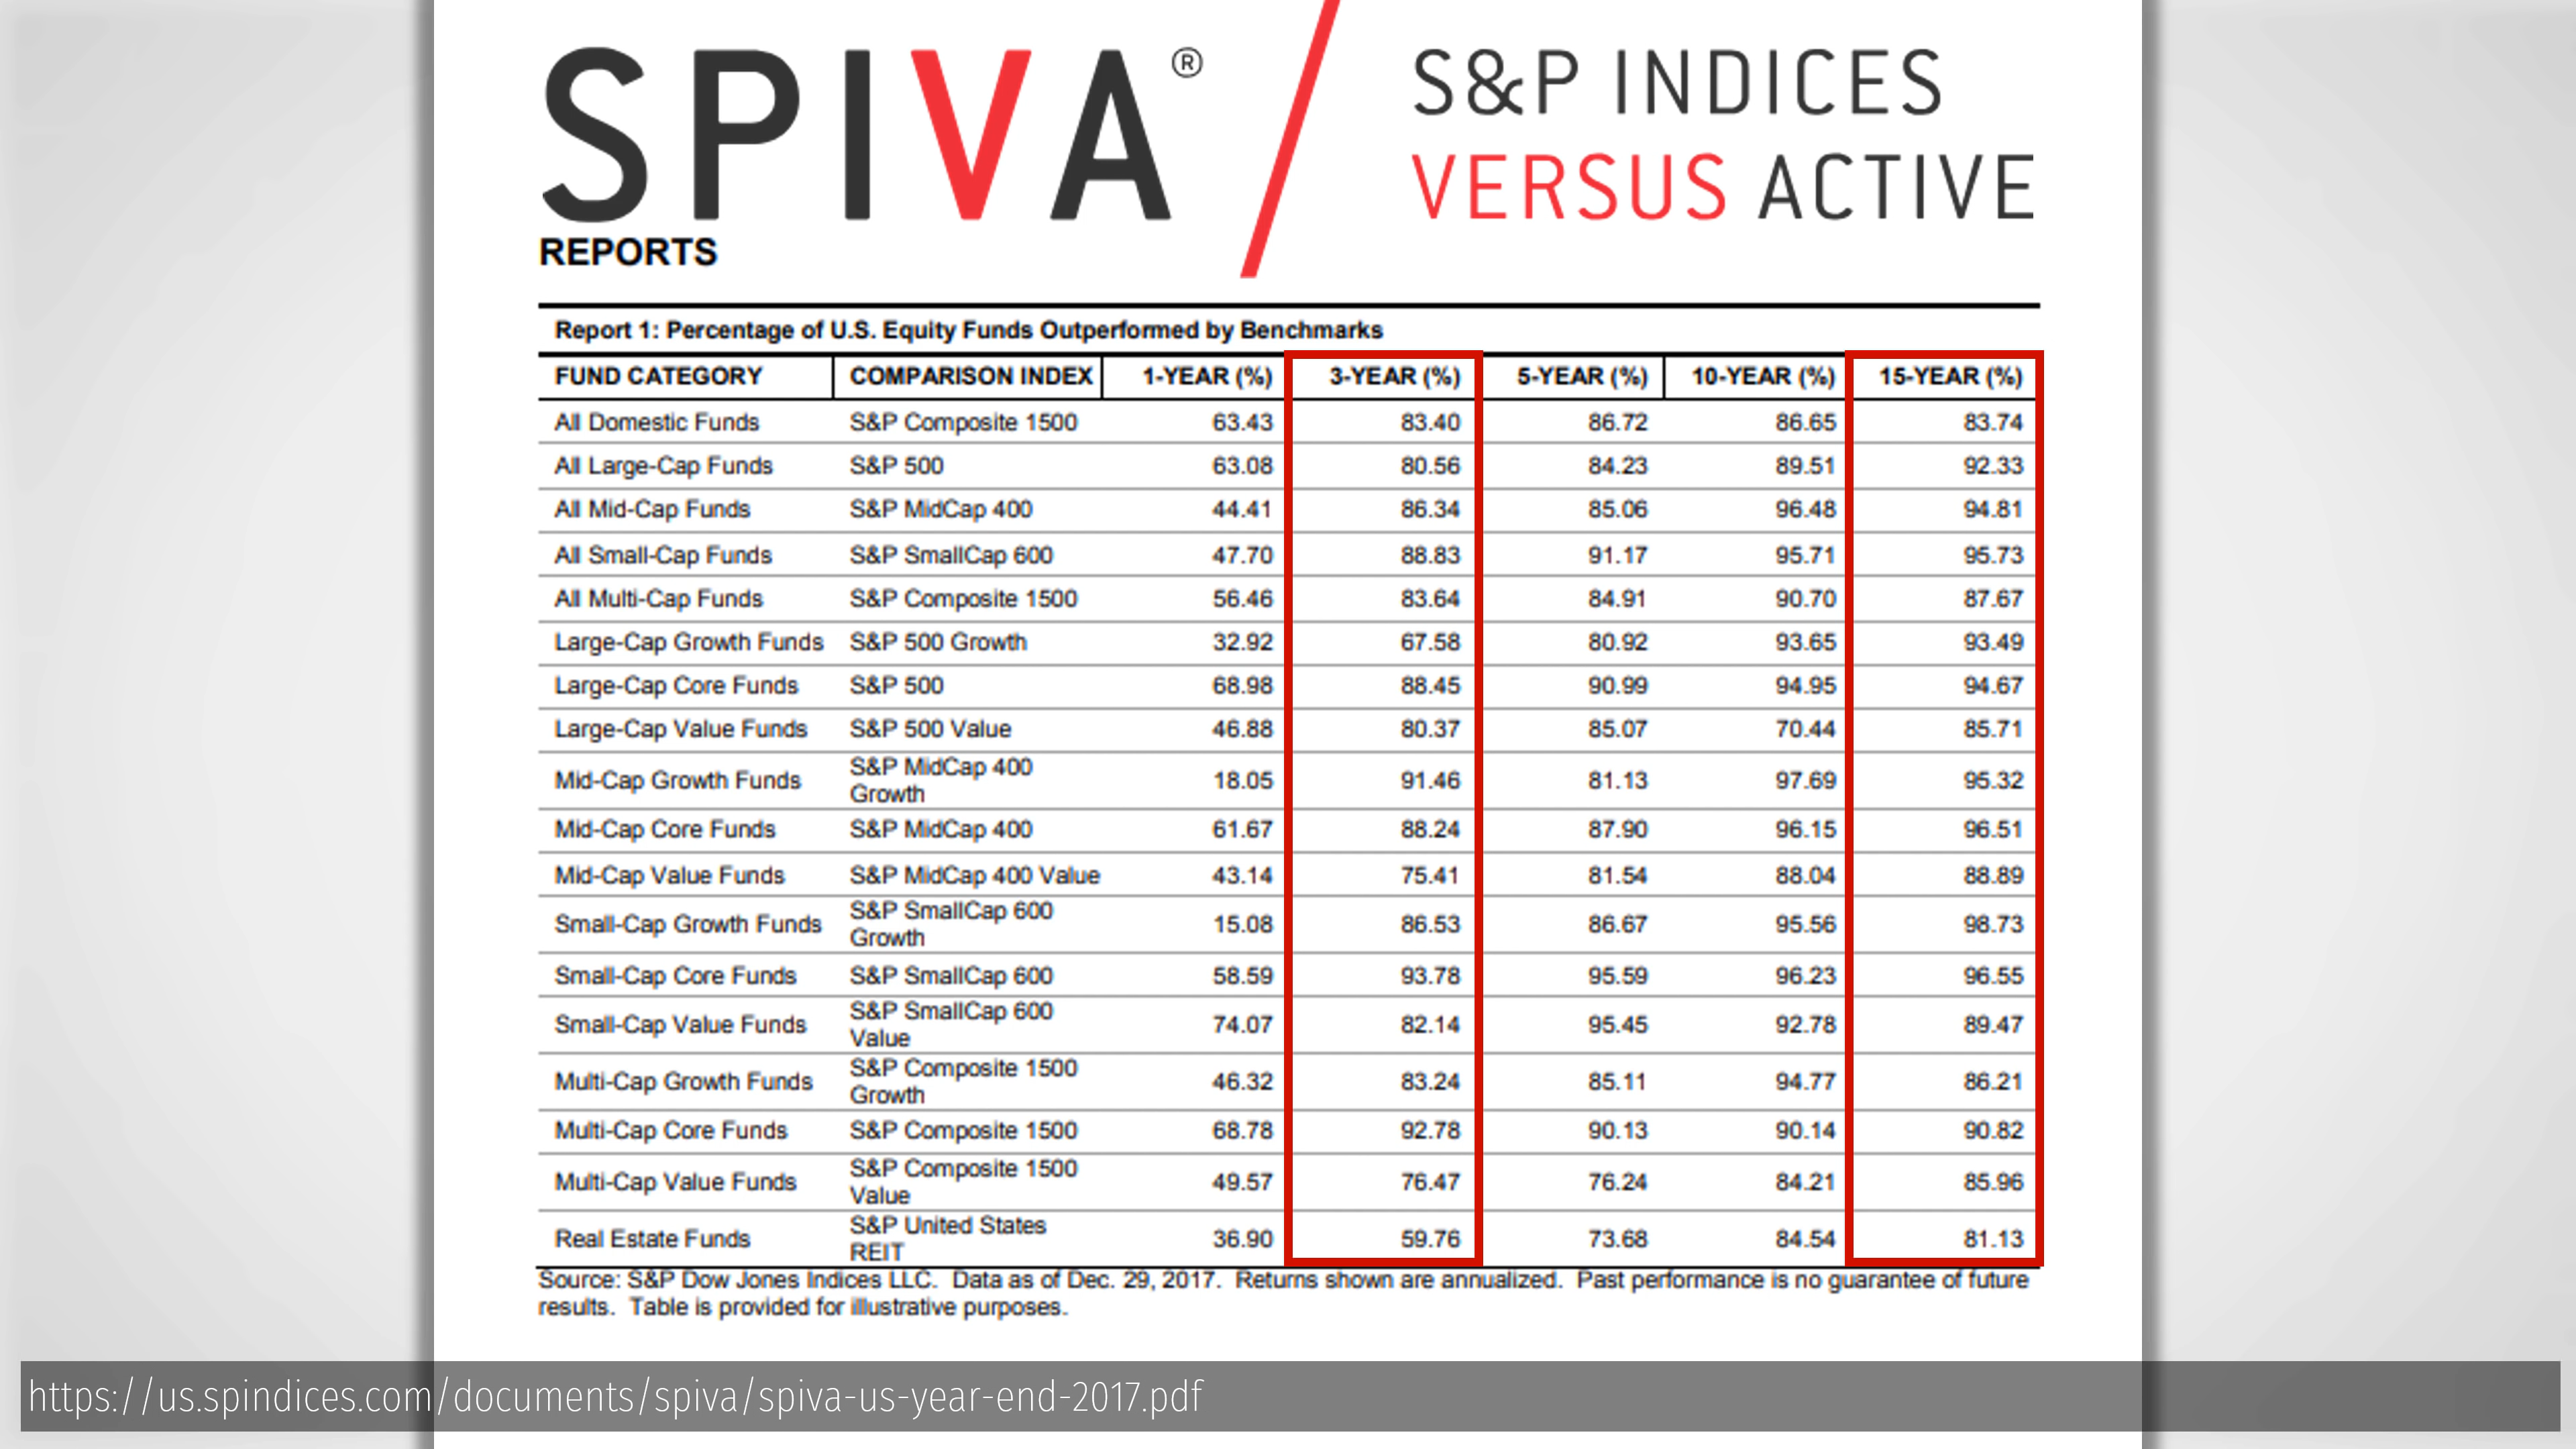 SPIVA® S&P INDICES
VERSUS ACTIVE
REPORTS
Report 1: Percentage of U.S. Equity Funds Outperformed by Benchmarks
FUND CATEGORY COMPARISON INDEX 1-YEAR (%) 3-YEAR (%) 5-YEAR (%) 10-YEAR (%) 15-YEAR (%)
All Domestic Funds S&P Composite 1500 63.43 83.40 86.72 86.65 83.74
All Large-Cap Funds S&P 500 63.08 80.56 84.23 89.51 92.33
All Mid-Cap Funds S&P MidCap 400 44.41 86.34 85.06 96.48 94.81
All Small-Cap Funds S&P SmallCap 600 47.70 88.83 91.17 95.71 95.73
All Multi-Cap Funds S&P Composite 1500 56.46 83.64 84.91 90.70 87.67
Large-Cap Growth Funds S&P 500 Growth 32.92 67.58 80.92 93.65 93.49
Large-Cap Core Funds S&P 500 68.98 88.45 90.99 94.95 94.67
Large-Cap Value Funds S&P 500 Value 46.88 80.37 85.07 70.44 85.71
Mid-Cap Growth Funds S&P MidCap 400
Growth 18.05 91.46 81.13 97.69 95.32
Mid-Cap Core Funds S&P MidCap 400 61.67 88.24 87.90 96.15 96.51
Mid-Cap Value Funds S&P MidCap 400 Value 43.14 75.41 81.54 88.04 88.89
Small-Cap Growth Funds S&P SmallCap 600
Growth 15.08 86.53 86.67 95.56 98.73
Small-Cap Core Funds S&P SmallCap 600 58.59 93.78 95.59 96.23 96.55
Small-Cap Value Funds S&P SmallCap 600
Value 74.07 82.14 95.45 92.78 89.47
Multi-Cap Growth Funds S&P Composite 1500
Growth 46.32 83.24 85.11 94.77 86.21
Multi-Cap Core Funds S&P Composite 1500 68.78 92.78 90.13 90.14 90.82
Multi-Cap Value Funds S&P Composite 1500
Value 49.57 76.47 76.24 84.21 85.96
Real Estate Funds S&P United States
REIT 36.90 59.76 73.68 84.54 81.13
Source: S&P Dow Jones Indices LLC. Data as of Dec. 29, 2017. Returns shown are annualized. Past performance is no guarantee of future
results. Table is provided for illustrative purposes.
https://us.spindices.com/documents/spiva/spiva-us-year-end-2017.pdf